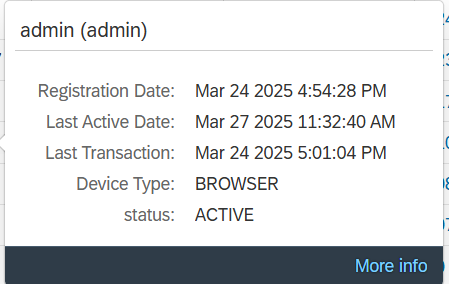 admin (admin)
Registration Date: Mar 24 2025 4:54:28 PM
Last Active Date: Mar 27 2025 11:32:40 AM
Last Transaction: Mar 24 2025 5:01:04 PM
Device Type: BROWSER
status: ACTIVE
More info